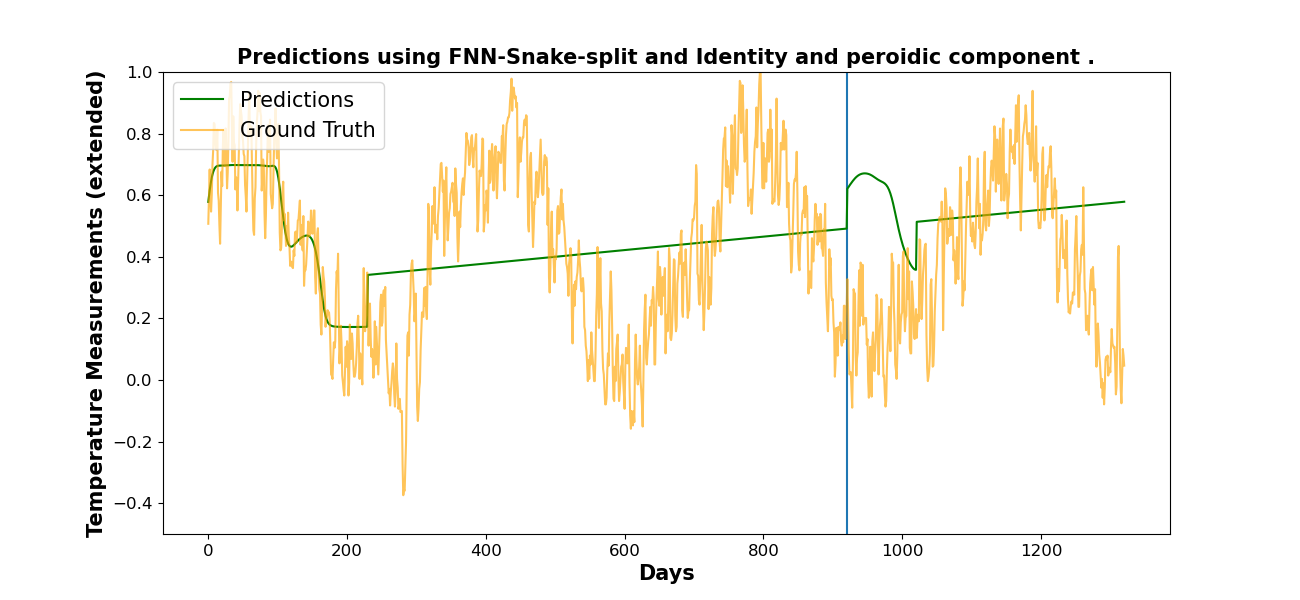 Predictions using FNN-Snake-split and Identity and peroidic component .
Temperature Measurements (extended)
1.0
0.8
0.6
0.4
0.2
0.0
−0.2
−0.4
Predictions
Ground Truth
0 200 400 600 800 1000 1200
Days